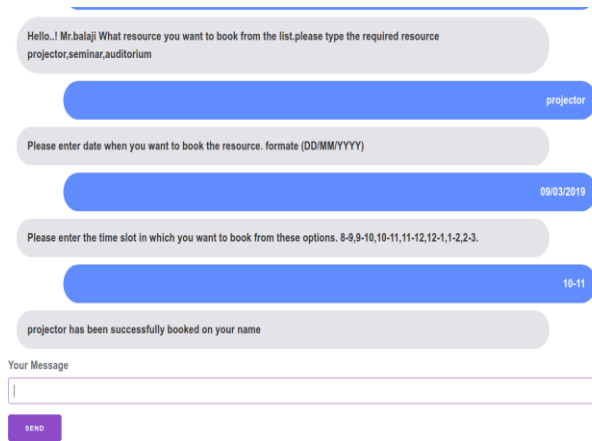 Hello..! Mr.balaji What resource you want to book from the list.please type the required resource
projector,seminar,auditorium
projector
Please enter date when you want to book the resource. formate (DD/MM/YYYY)
09/03/2019
Please enter the time slot in which you want to book from these options. 8-9,9-10,10-11,11-12,12-1,1-2,2-3.
10-11
projector has been successfully booked on your name
Your Message
SEND